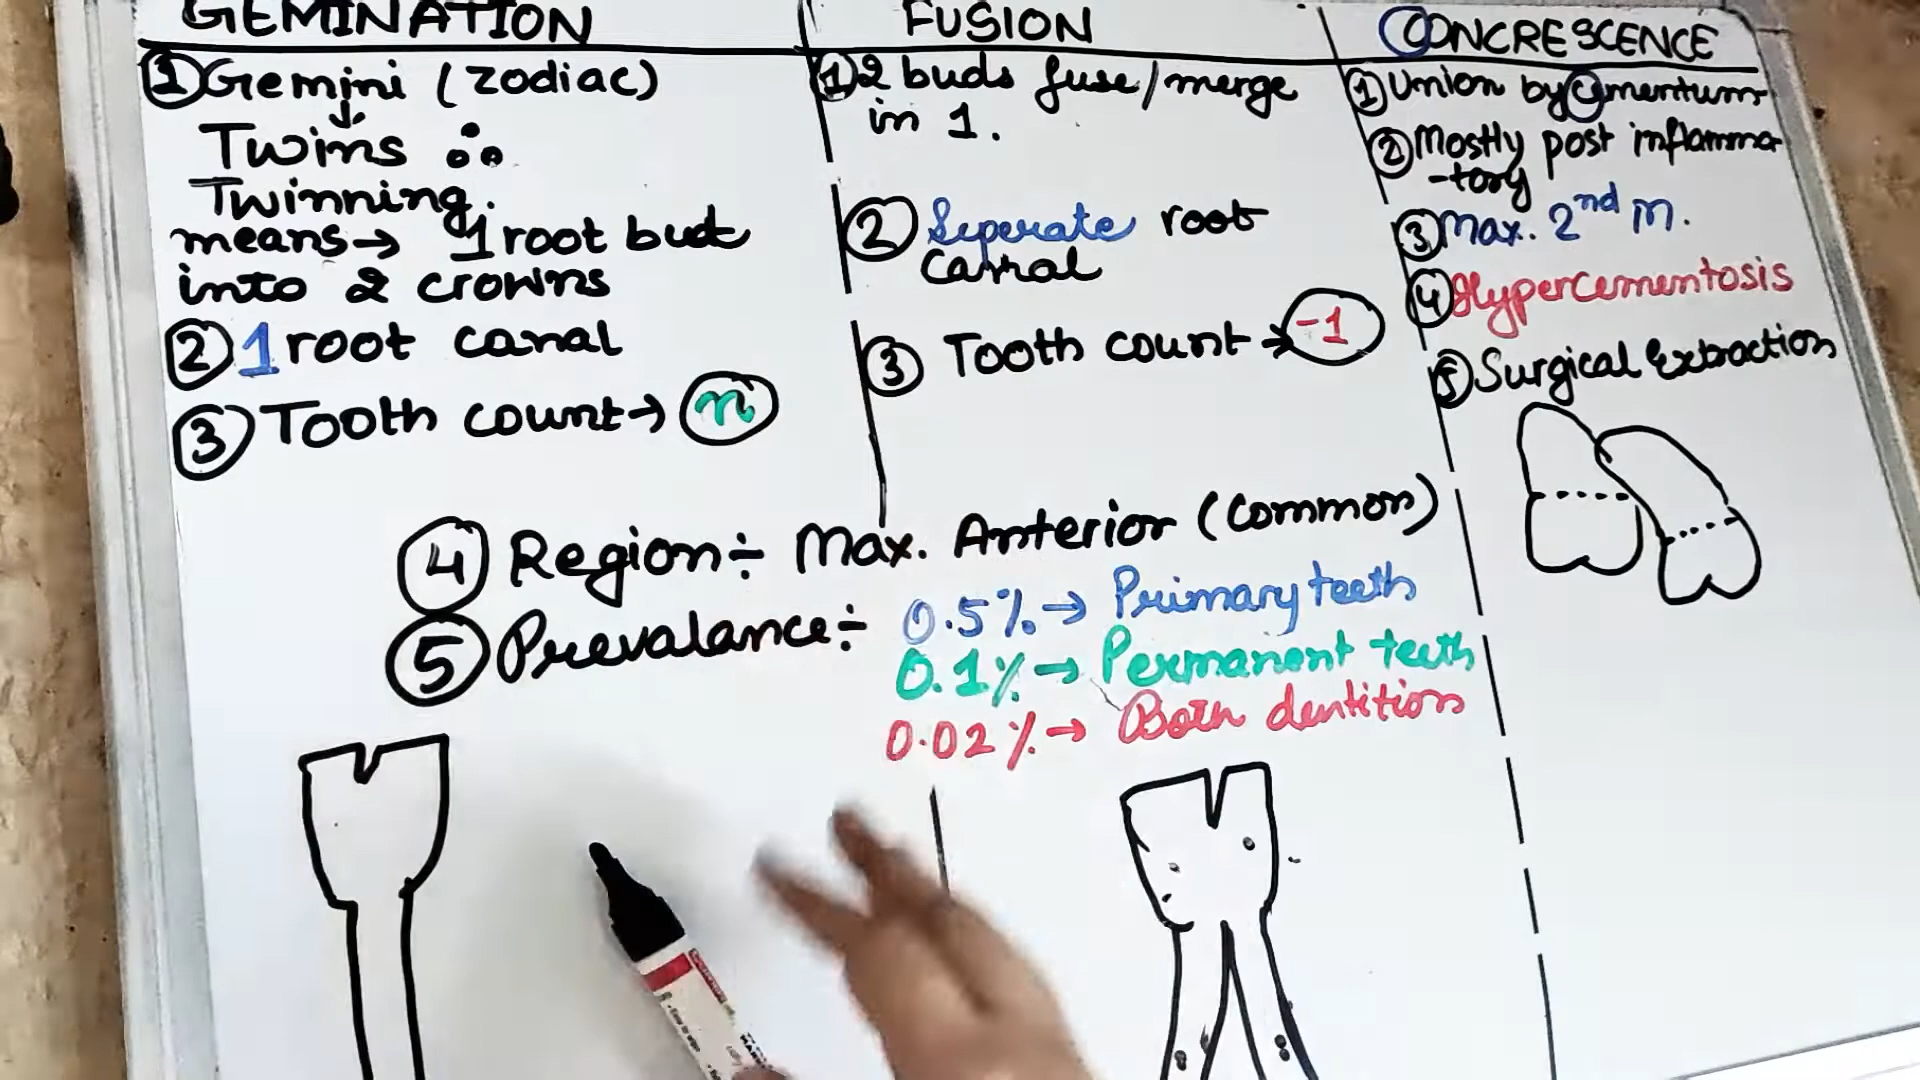 GEMINATION
① Gemini (zodiac)
↓
Twins ∴
Twinning.
means → 1 root bud
into 2 crowns
② 1 root canal
③ Tooth count → n
FUSION
① 2 buds fuse/merge
in 1.
② Seperate root
canal
③ Tooth count → -1
CONCRESCENCE
① Union by Cementum
② Mostly post inflamma
-tory
③ Max. 2nd M.
④ Hypercementosis
⑤ Surgical Extraction
④ Region÷ Max. Anterior (Common)
⑤ Prevalance÷ 0.5% → Primary teeth
0.1% → Permanent teeth
0.02% → Both dentition